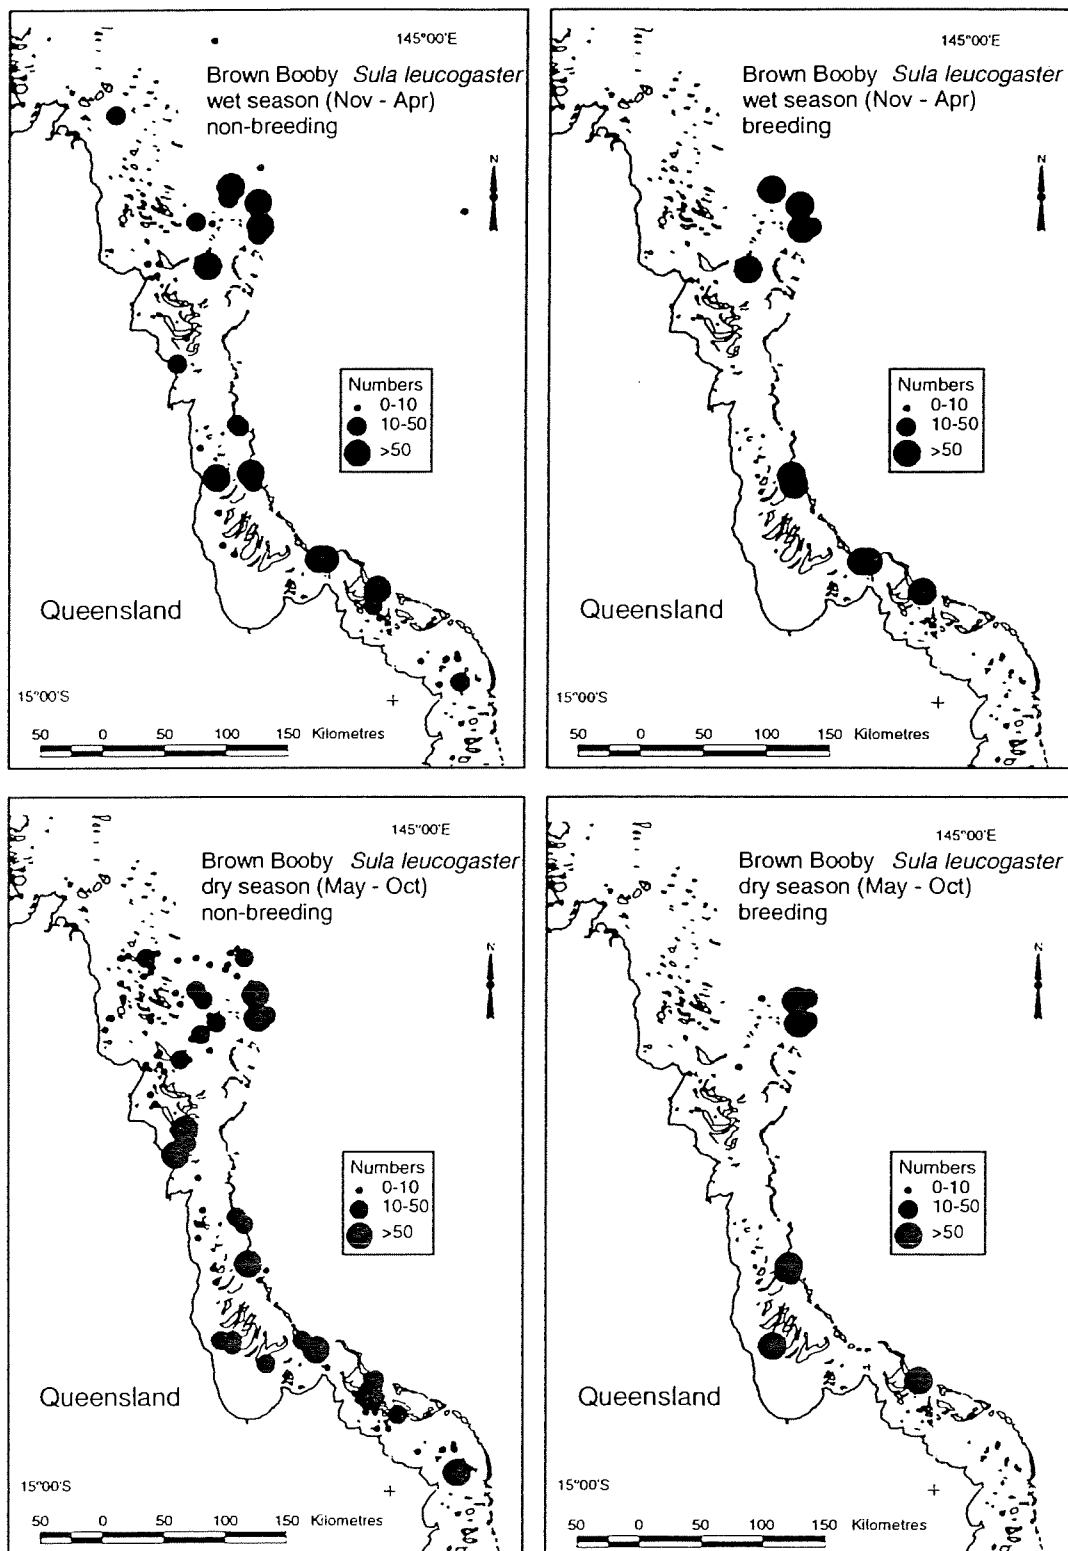 145°00'E
Brown Booby Sula leucogaster
wet season (Nov - Apr)
non-breeding
N
Numbers
0-10
10-50
>50
Queensland
15°00'S
50 0 50 100 150 Kilometres
145°00'E
Brown Booby Sula leucogaster
wet season (Nov - Apr)
breeding
N
Numbers
0-10
10-50
>50
Queensland
15°00'S
50 0 50 100 150 Kilometres
145°00'E
Brown Booby Sula leucogaster
dry season (May - Oct)
non-breeding
N
Numbers
0-10
10-50
>50
Queensland
15°00'S
50 0 50 100 150 Kilometres
145°00'E
Brown Booby Sula leucogaster
dry season (May - Oct)
breeding
N
Numbers
0-10
10-50
>50
Queensland
15°00'S
50 0 50 100 150 Kilometres